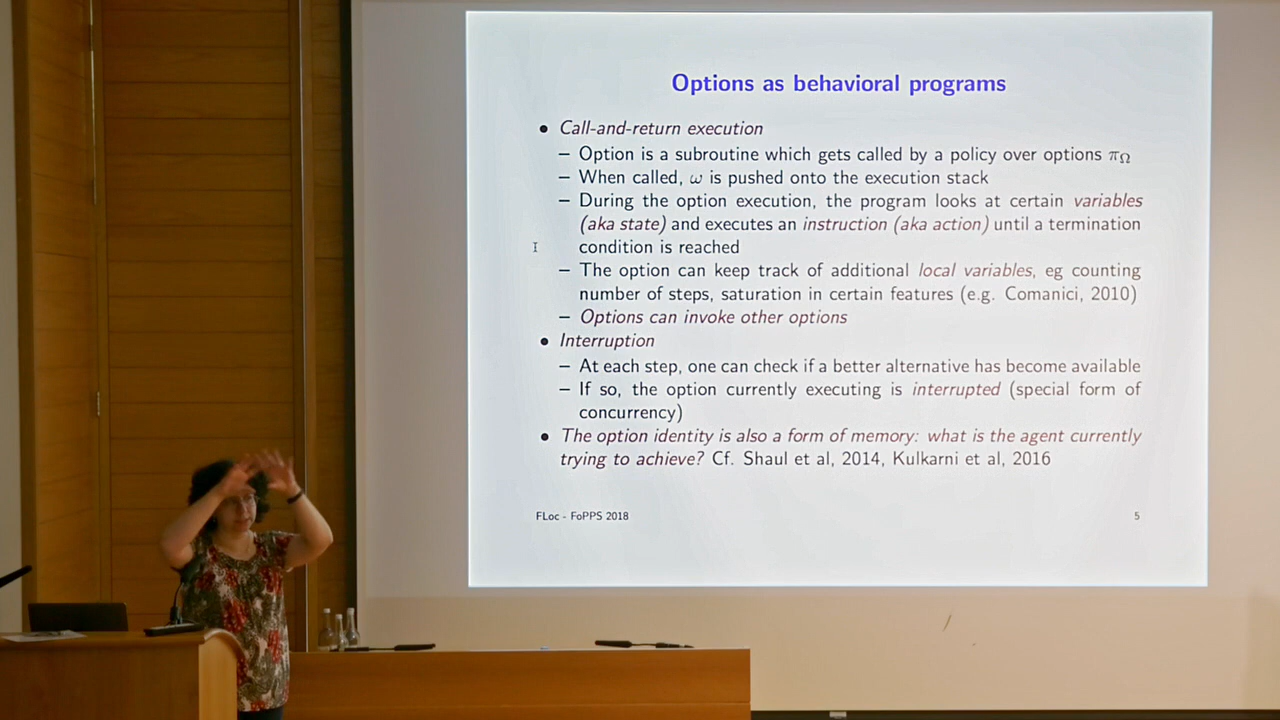 Options as behavioral programs
• Call-and-return execution
– Option is a subroutine which gets called by a policy over options πΩ
– When called, ω is pushed onto the execution stack
– During the option execution, the program looks at certain variables
(aka state) and executes an instruction (aka action) until a termination
condition is reached
– The option can keep track of additional local variables, eg counting
number of steps, saturation in certain features (e.g. Comanici, 2010)
– Options can invoke other options
• Interruption
– At each step, one can check if a better alternative has become available
– If so, the option currently executing is interrupted (special form of
concurrency)
• The option identity is also a form of memory: what is the agent currently
trying to achieve? Cf. Shaul et al, 2014, Kulkarni et al, 2016
FLoc - FoPPS 2018
5